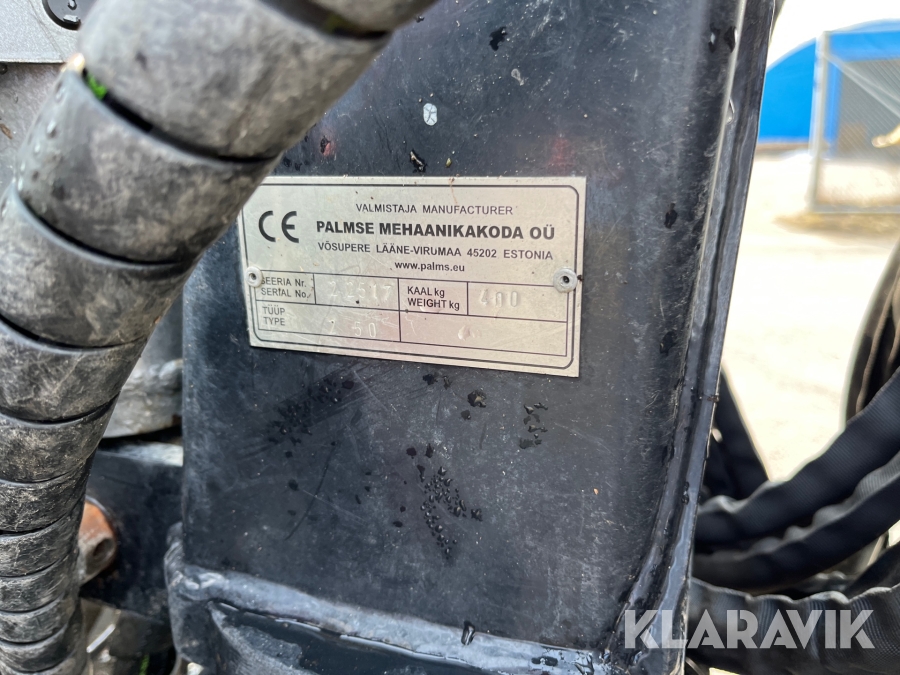 CE
VALMISTAJA MANUFACTURER
PALMSE MEHAANIKAKODA OÜ
VÕSUPERE LÄÄNE-VIRUMAA 45202 ESTONIA
www.palms.eu
SEERIA Nr.
SERIAL No.
KAAL kg
WEIGHT kg
400
TÜÜP
TYPE
KLARAVIK